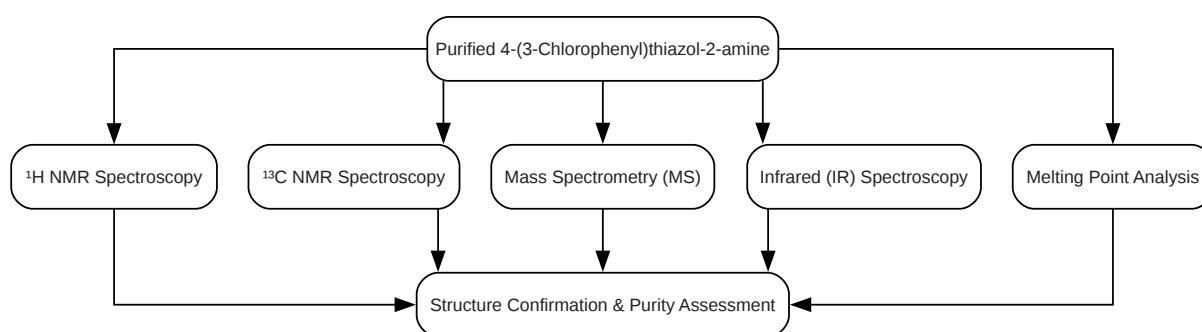 Purified 4-(3-Chlorophenyl)thiazol-2-amine
¹H NMR Spectroscopy
¹³C NMR Spectroscopy
Mass Spectrometry (MS)
Infrared (IR) Spectroscopy
Melting Point Analysis
Structure Confirmation & Purity Assessment